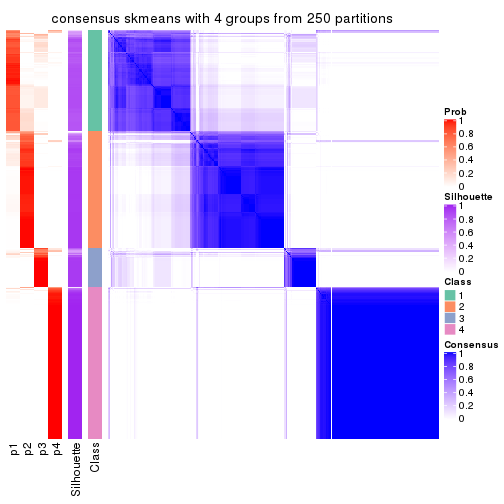 consensus skmeans with 4 groups from 250 partitions
Prob
1
0.8
0.6
0.4
0.2
0
Silhouette
1
0.8
0.6
0.4
0.2
0
Class
1
2
3
4
Consensus
1
0.8
0.6
0.4
0.2
0
p1
p2
p3
p4
Silhouette
Class